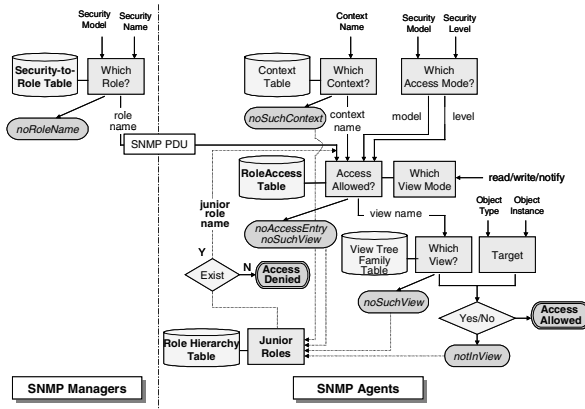 Security
Model
Security
Name
Security-to-
Role Table
Which
Role?
noRoleName
role
name
SNMP PDU
Context
Name
Security
Model
Security
Level
Context
Table
Which
Context?
Which
Access Mode?
noSuchContext
context
name
model
level
RoleAccess
Table
Access
Allowed?
Which
View Mode
read/write/notify
junior
role
name
noAccessEntry
noSuchView
view name
Object
Type
Object
Instance
View Tree
Family
Table
Which
View?
Target
Y
Exist
N
Access
Denied
noSuchView
Yes/No
Access
Allowed
Role Hierarchy
Table
Junior
Roles
notInView
SNMP Managers
SNMP Agents